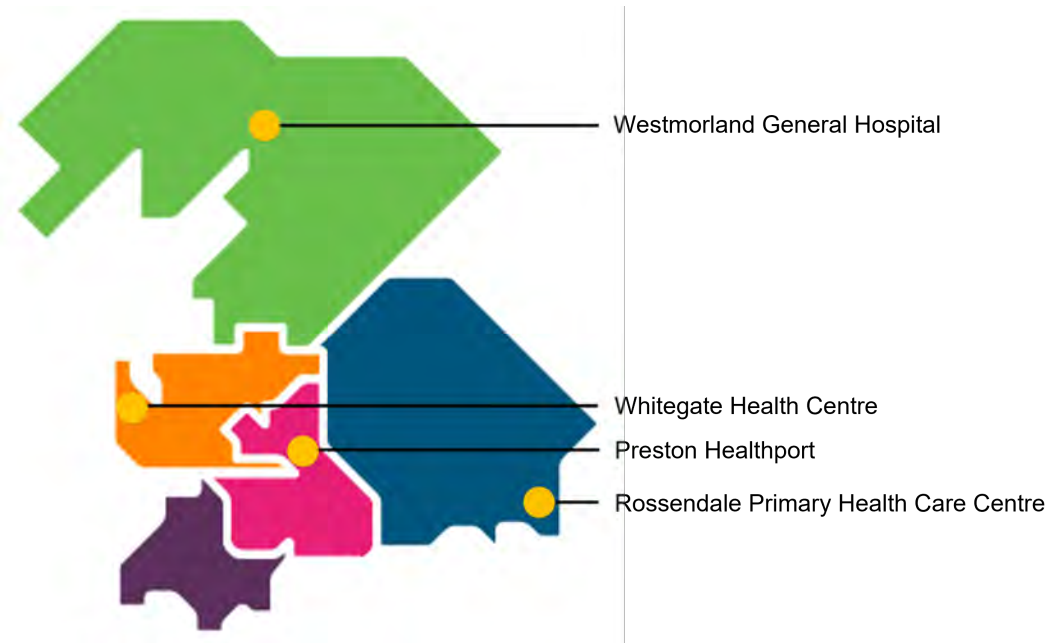 Westmorland General Hospital
Whitegate Health Centre
Preston Healthport
Rossendale Primary Health Care Centre